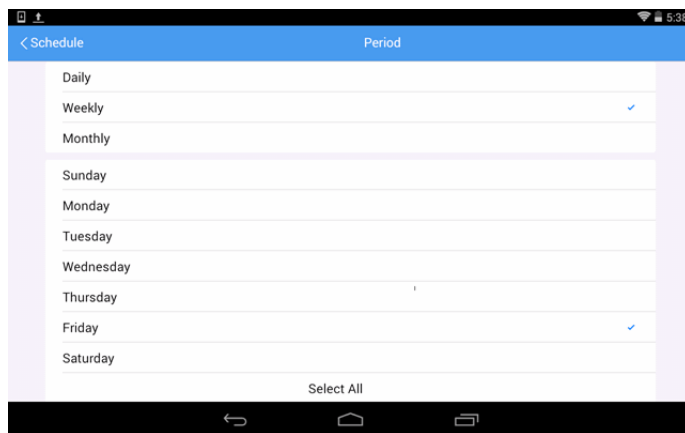 5:38
Schedule
Period
Daily
Weekly
Monthly
Sunday
Monday
Tuesday
Wednesday
Thursday
Friday
Saturday
Select All